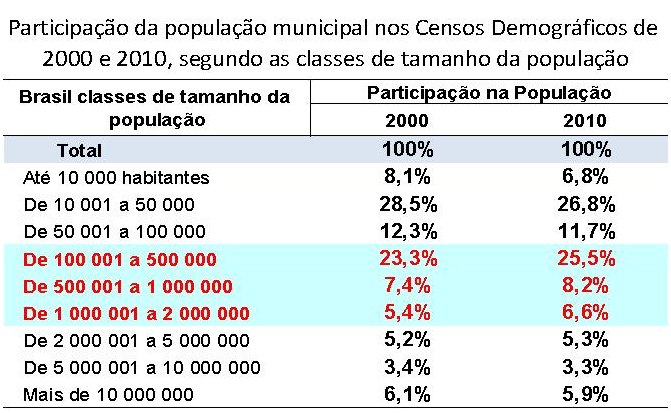 Participação da população municipal nos Censos Demográficos de
2000 e 2010, segundo as classes de tamanho da população
Brasil classes de tamanho da população Participação na População
2000 2010
Total 100% 100%
Até 10 000 habitantes 8,1% 6,8%
De 10 001 a 50 000 28,5% 26,8%
De 50 001 a 100 000 12,3% 11,7%
De 100 001 a 500 000 23,3% 25,5%
De 500 001 a 1 000 000 7,4% 8,2%
De 1 000 001 a 2 000 000 5,4% 6,6%
De 2 000 001 a 5 000 000 5,2% 5,3%
De 5 000 001 a 10 000 000 3,4% 3,3%
Mais de 10 000 000 6,1% 5,9%